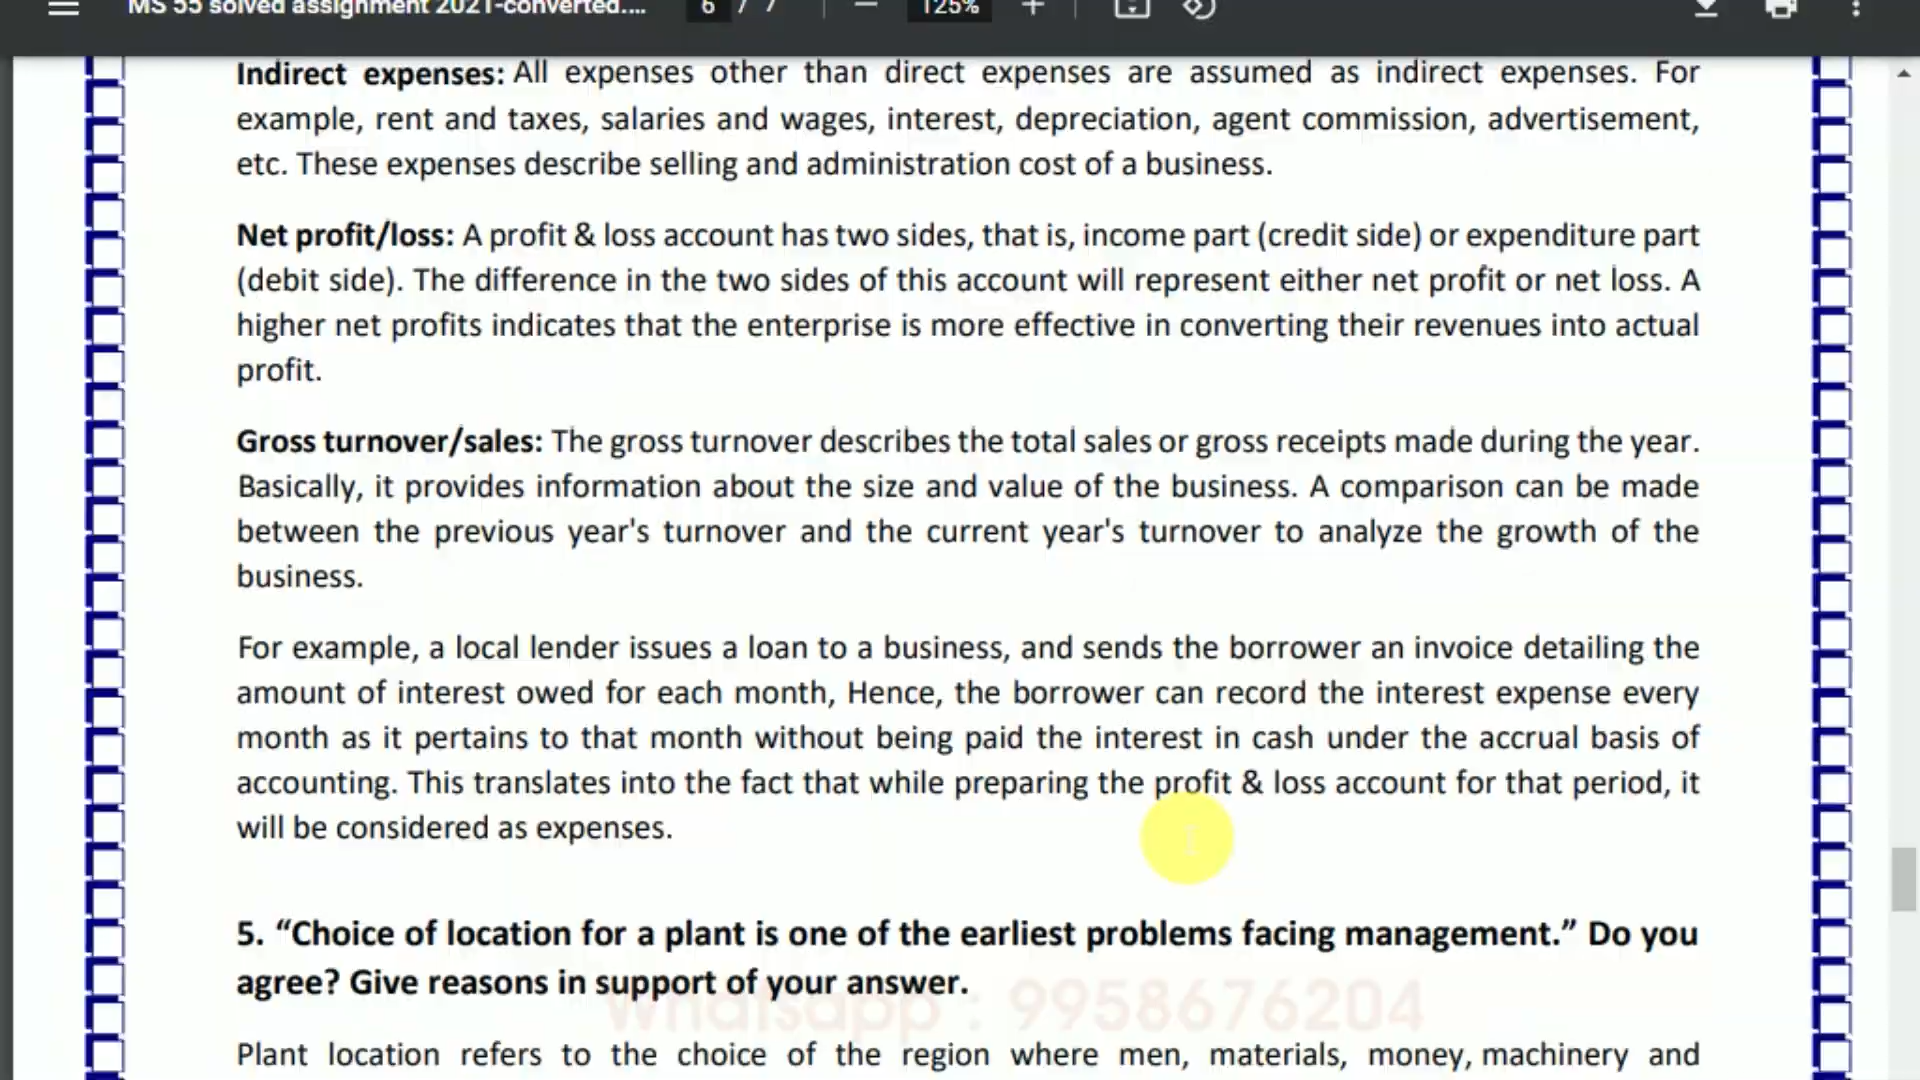 MS 55 solved assignment 2021-converted.... 6 / 7 125%
Indirect expenses: All expenses other than direct expenses are assumed as indirect expenses. For
example, rent and taxes, salaries and wages, interest, depreciation, agent commission, advertisement,
etc. These expenses describe selling and administration cost of a business.
Net profit/loss: A profit & loss account has two sides, that is, income part (credit side) or expenditure part
(debit side). The difference in the two sides of this account will represent either net profit or net loss. A
higher net profits indicates that the enterprise is more effective in converting their revenues into actual
profit.
Gross turnover/sales: The gross turnover describes the total sales or gross receipts made during the year.
Basically, it provides information about the size and value of the business. A comparison can be made
between the previous year's turnover and the current year's turnover to analyze the growth of the
business.
For example, a local lender issues a loan to a business, and sends the borrower an invoice detailing the
amount of interest owed for each month, Hence, the borrower can record the interest expense every
month as it pertains to that month without being paid the interest in cash under the accrual basis of
accounting. This translates into the fact that while preparing the profit & loss account for that period, it
will be considered as expenses.
5. “Choice of location for a plant is one of the earliest problems facing management.” Do you
agree? Give reasons in support of your answer.
Whatsapp : 9958676204
Plant location refers to the choice of the region where men, materials, money, machinery and